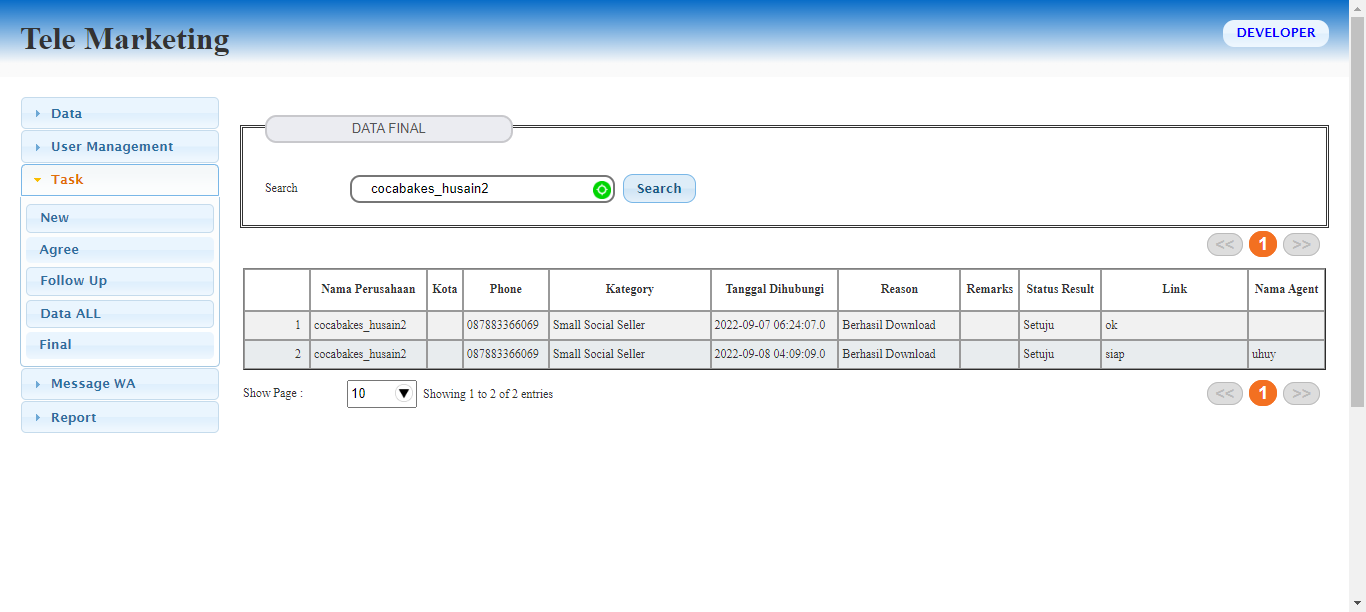 Tele Marketing
DEVELOPER
Data
User Management
Task
New
Agree
Follow Up
Data ALL
Final
Message WA
Report
DATA FINAL
Search cocabakes_husain2 Search
<< 1 >>
Nama Perusahaan Kota Phone Kategory Tanggal Dihubungi Reason Remarks Status Result Link Nama Agent
1 cocabakes_husain2 087883366069 Small Social Seller 2022-09-07 06:24:07.0 Berhasil Download Setuju ok
2 cocabakes_husain2 087883366069 Small Social Seller 2022-09-08 04:09:09.0 Berhasil Download Setuju siap uhuy
Show Page : 10 Showing 1 to 2 of 2 entries << 1 >>